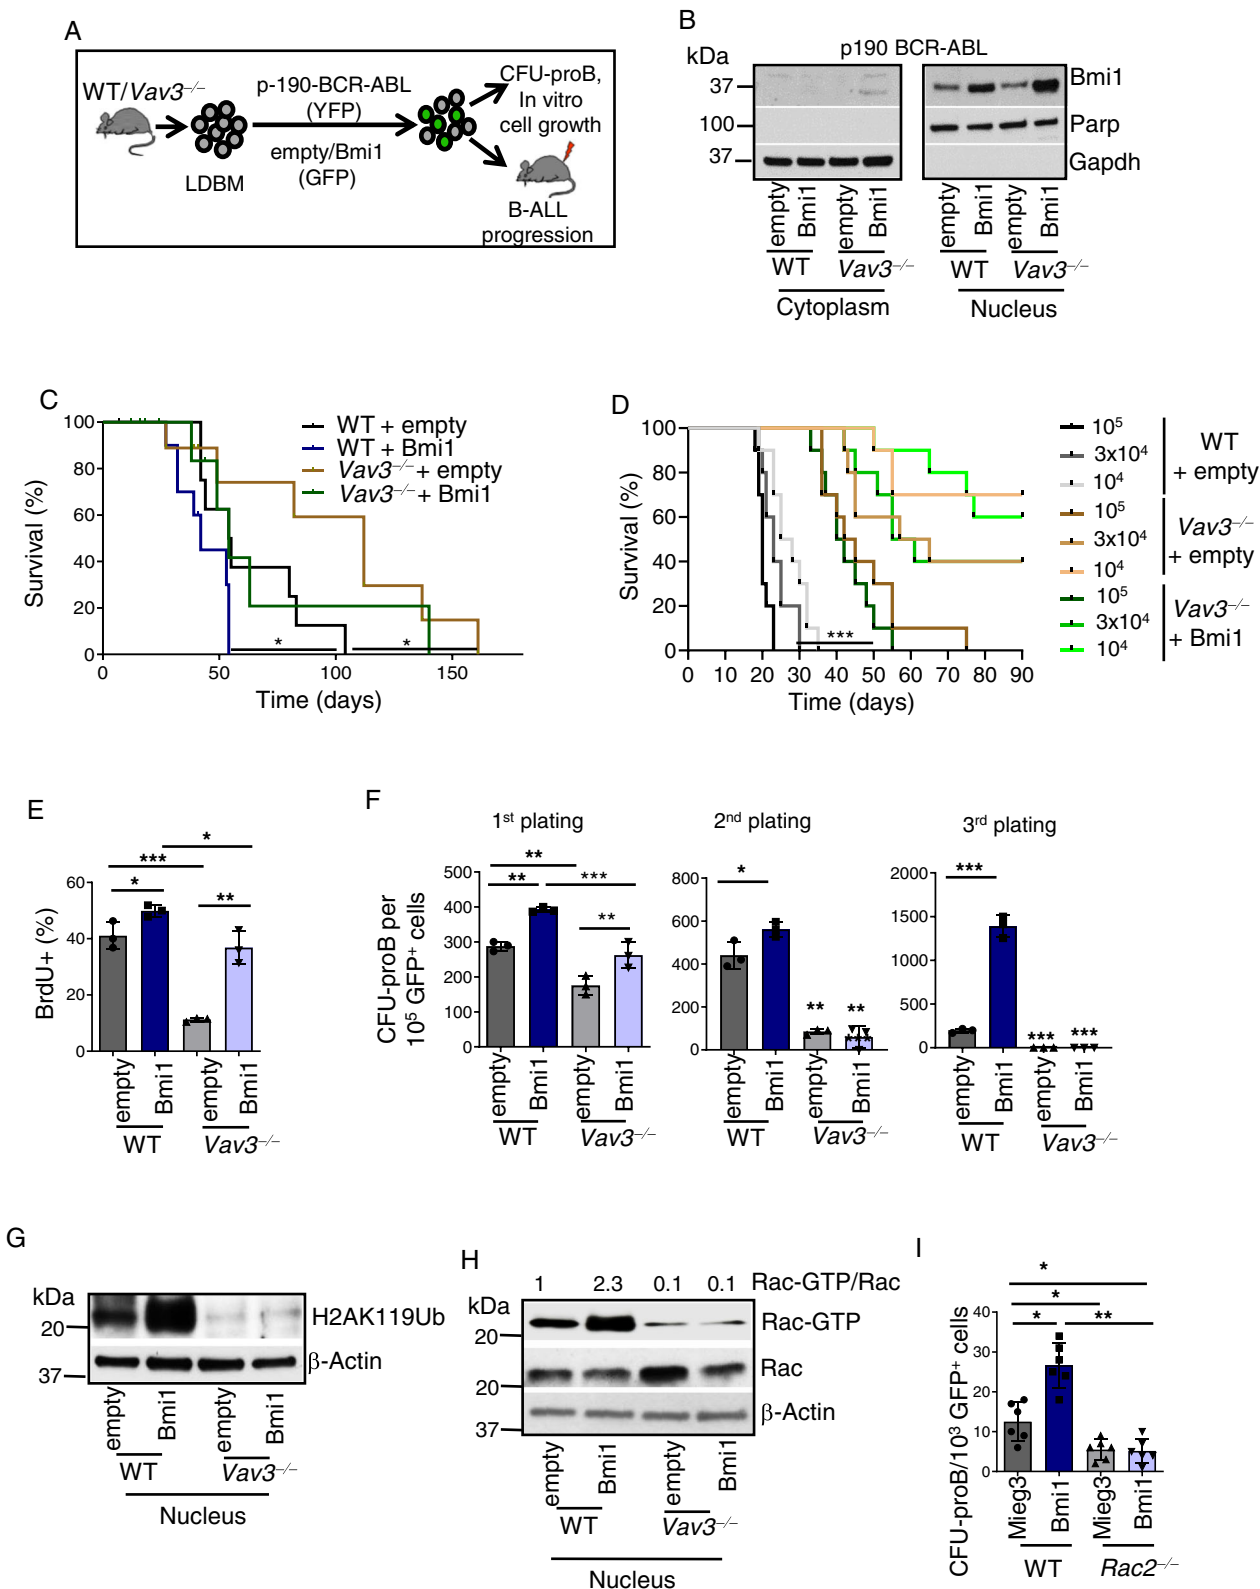 A
WT/Vav3–/–
p-190-BCR-ABL
(YFP)
empty/Bmi1
(GFP)
LDBM
CFU-proB,
In vitro
cell growth
B-ALL
progression
B
kDa
p190 BCR-ABL
37
100
37
Bmi1
Parp
Gapdh
empty
Bmi1
empty
Bmi1
empty
Bmi1
empty
Bmi1
WT
Vav3–/–
WT
Vav3–/–
Cytoplasm
Nucleus
C
Survival (%)
100
80
60
40
20
0
0
50
100
150
Time (days)
WT + empty
WT + Bmi1
Vav3–/– + empty
Vav3–/– + Bmi1
*
*
D
Survival (%)
100
80
60
40
20
0
0 10 20 30 40 50 60 70 80 90
Time (days)
***
10⁵
3x10⁴
10⁴
WT
+ empty
10⁵
3x10⁴
10⁴
Vav3–/–
+ empty
10⁵
3x10⁴
10⁴
Vav3–/–
+ Bmi1
E
BrdU+ (%)
60
40
20
0
*
***
*
**
empty
Bmi1
empty
Bmi1
WT
Vav3–/–
F
CFU-proB per
10⁵ GFP⁺ cells
1st plating
500
400
300
200
100
0
**
**
***
**
empty
Bmi1
empty
Bmi1
WT
Vav3–/–
2nd plating
800
600
400
200
0
*
**
**
empty
Bmi1
empty
Bmi1
WT
Vav3–/–
3rd plating
2000
1500
1000
500
0
***
***
***
empty
Bmi1
empty
Bmi1
WT
Vav3–/–
G
kDa
20
37
H2AK119Ub
β-Actin
empty
Bmi1
empty
Bmi1
WT
Vav3–/–
Nucleus
H
1 2.3 0.1 0.1 Rac-GTP/Rac
kDa
20
20
37
Rac-GTP
Rac
β-Actin
empty
Bmi1
empty
Bmi1
WT
Vav3–/–
Nucleus
I
CFU-proB/10³ GFP⁺ cells
40
30
20
10
0
*
*
*
**
Mieg3
Bmi1
Mieg3
Bmi1
WT
Rac2–/–